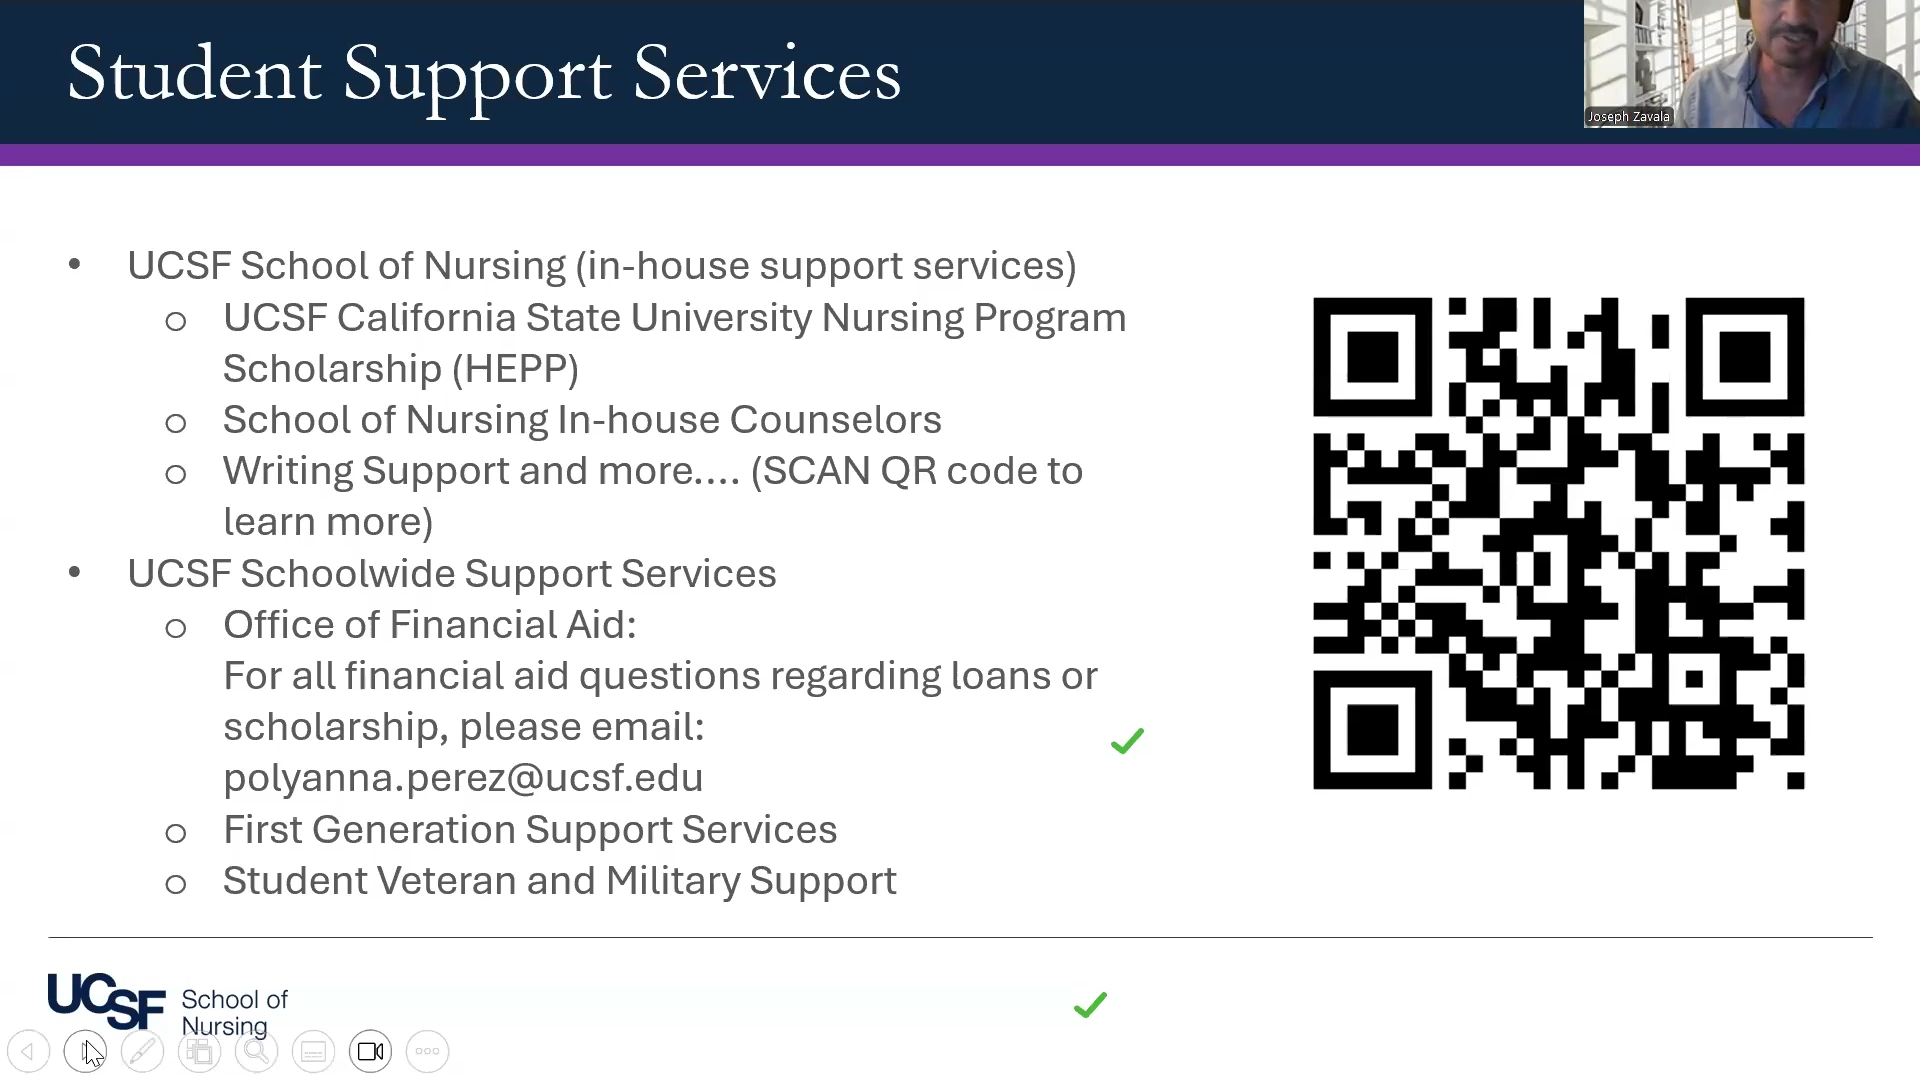 Student Support Services
Joseph Zavala
• UCSF School of Nursing (in-house support services)
o UCSF California State University Nursing Program
Scholarship (HEPP)
o School of Nursing In-house Counselors
o Writing Support and more.... (SCAN QR code to
learn more)
• UCSF Schoolwide Support Services
o Office of Financial Aid:
For all financial aid questions regarding loans or
scholarship, please email:
polyanna.perez@ucsf.edu
o First Generation Support Services
o Student Veteran and Military Support
UCSF School of
Nursing